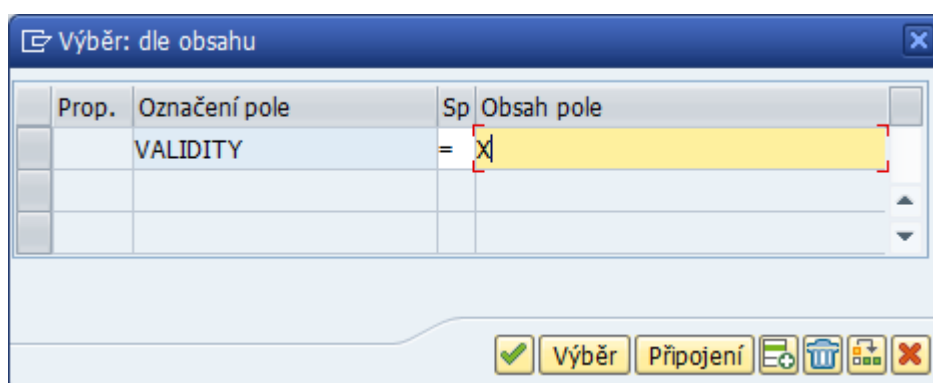 Výběr: dle obsahu
Prop. Označení pole Sp Obsah pole
VALIDITY = X
Výběr Připojení